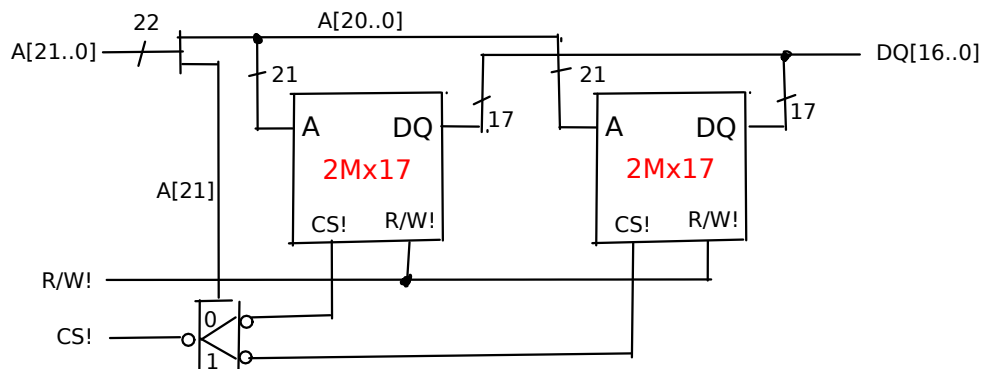 22
A[20..0]
A[21..0]
DQ[16..0]
21
21
17
17
A
DQ
A
DQ
2Mx17
2Mx17
A[21]
CS!
R/W!
CS!
R/W!
R/W!
0
CS!
1